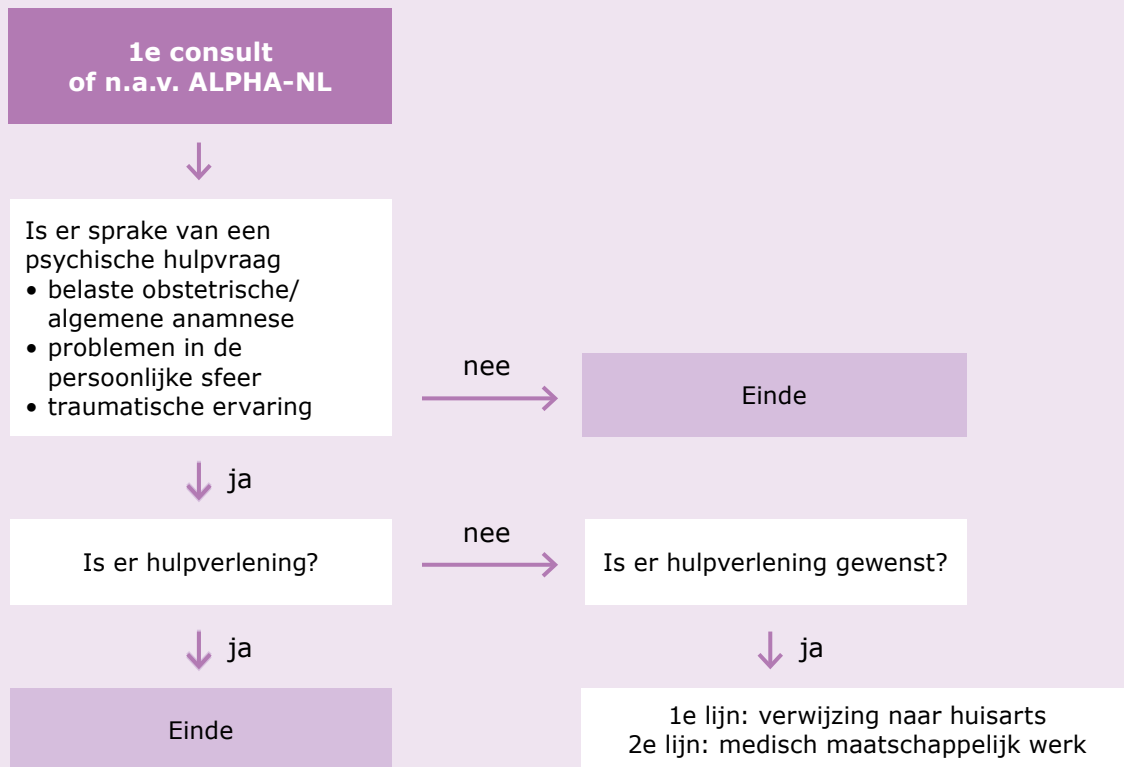 1e consult
of n.a.v. ALPHA-NL
Is er sprake van een
psychische hulpvraag
• belaste obstetrische/
algemene anamnese
• problemen in de
persoonlijke sfeer
• traumatische ervaring
nee
Einde
ja
Is er hulpverlening?
nee
Is er hulpverlening gewenst?
ja
ja
Einde
1e lijn: verwijzing naar huisarts
2e lijn: medisch maatschappelijk werk